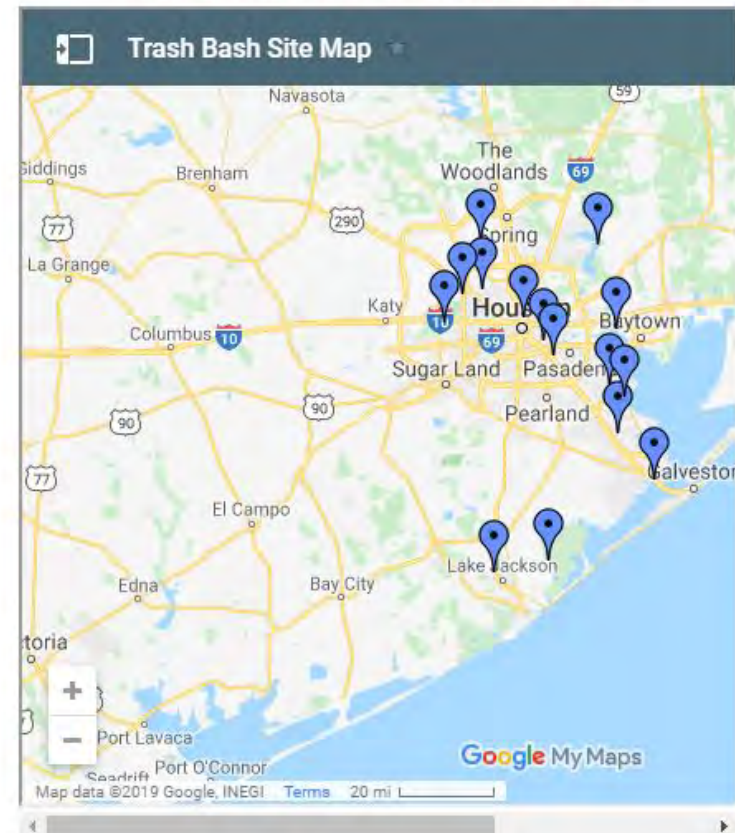 Trash Bash Site Map
Navasota
59
The
Woodlands
Giddings
Brenham
69
290
77
Spring
La Grange
Katy
Houston
10
Baytown
Columbus
10
69
Sugar Land
Pasadena
90
90
Pearland
77
Galveston
El Campo
Lake Jackson
Edna
Bay City
toria
+
−
Port Lavaca
Google My Maps
Seadrift
Port O'Connor
Map data ©2019 Google, INEGI Terms 20 mi